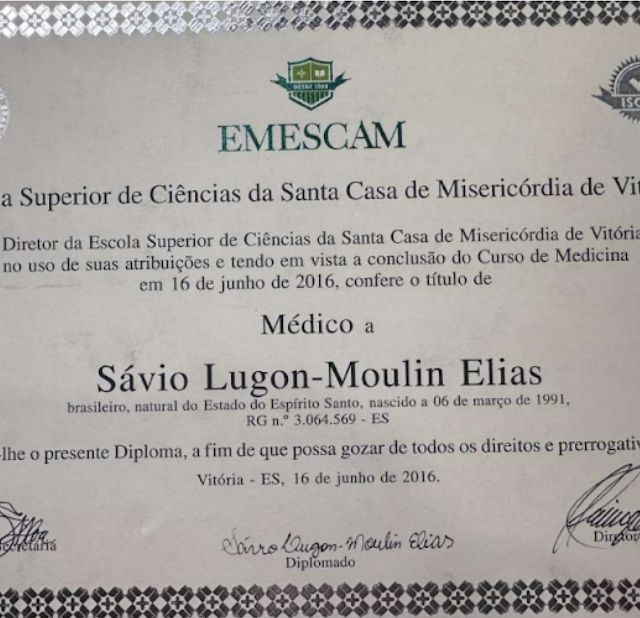 DESDE 1968
EMESCAM
a Superior de Ciências da Santa Casa de Misericórdia de Vit
Diretor da Escola Superior de Ciências da Santa Casa de Misericórdia de Vitória
no uso de suas atribuições e tendo em vista a conclusão do Curso de Medicina
em 16 de junho de 2016, confere o título de
Médico a
Sávio Lugon-Moulin Elias
brasileiro, natural do Estado do Espírito Santo, nascido a 06 de março de 1991,
RG n.º 3.064.569 - ES
-lhe o presente Diploma, a fim de que possa gozar de todos os direitos e prerrogativ
Vitória - ES, 16 de junho de 2016.
Secretária
Sávio Lugon-Moulin Elias
Diplomado
Diretor